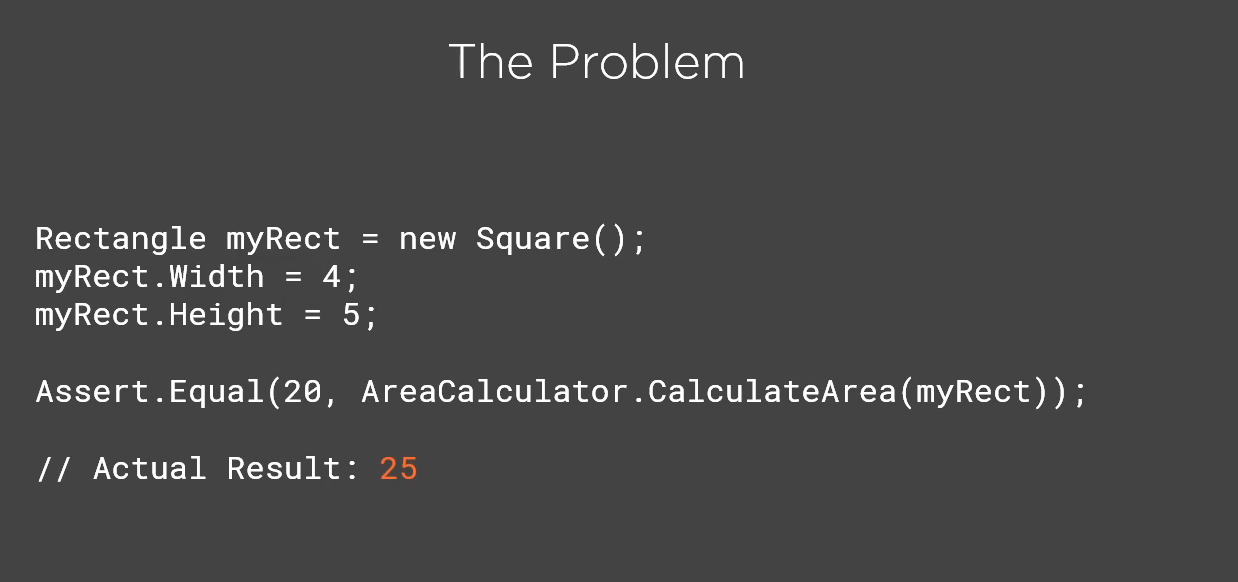 The Problem
Rectangle myRect = new Square();
myRect.Width = 4;
myRect.Height = 5;
Assert.Equal(20, AreaCalculator.CalculateArea(myRect));
// Actual Result: 25